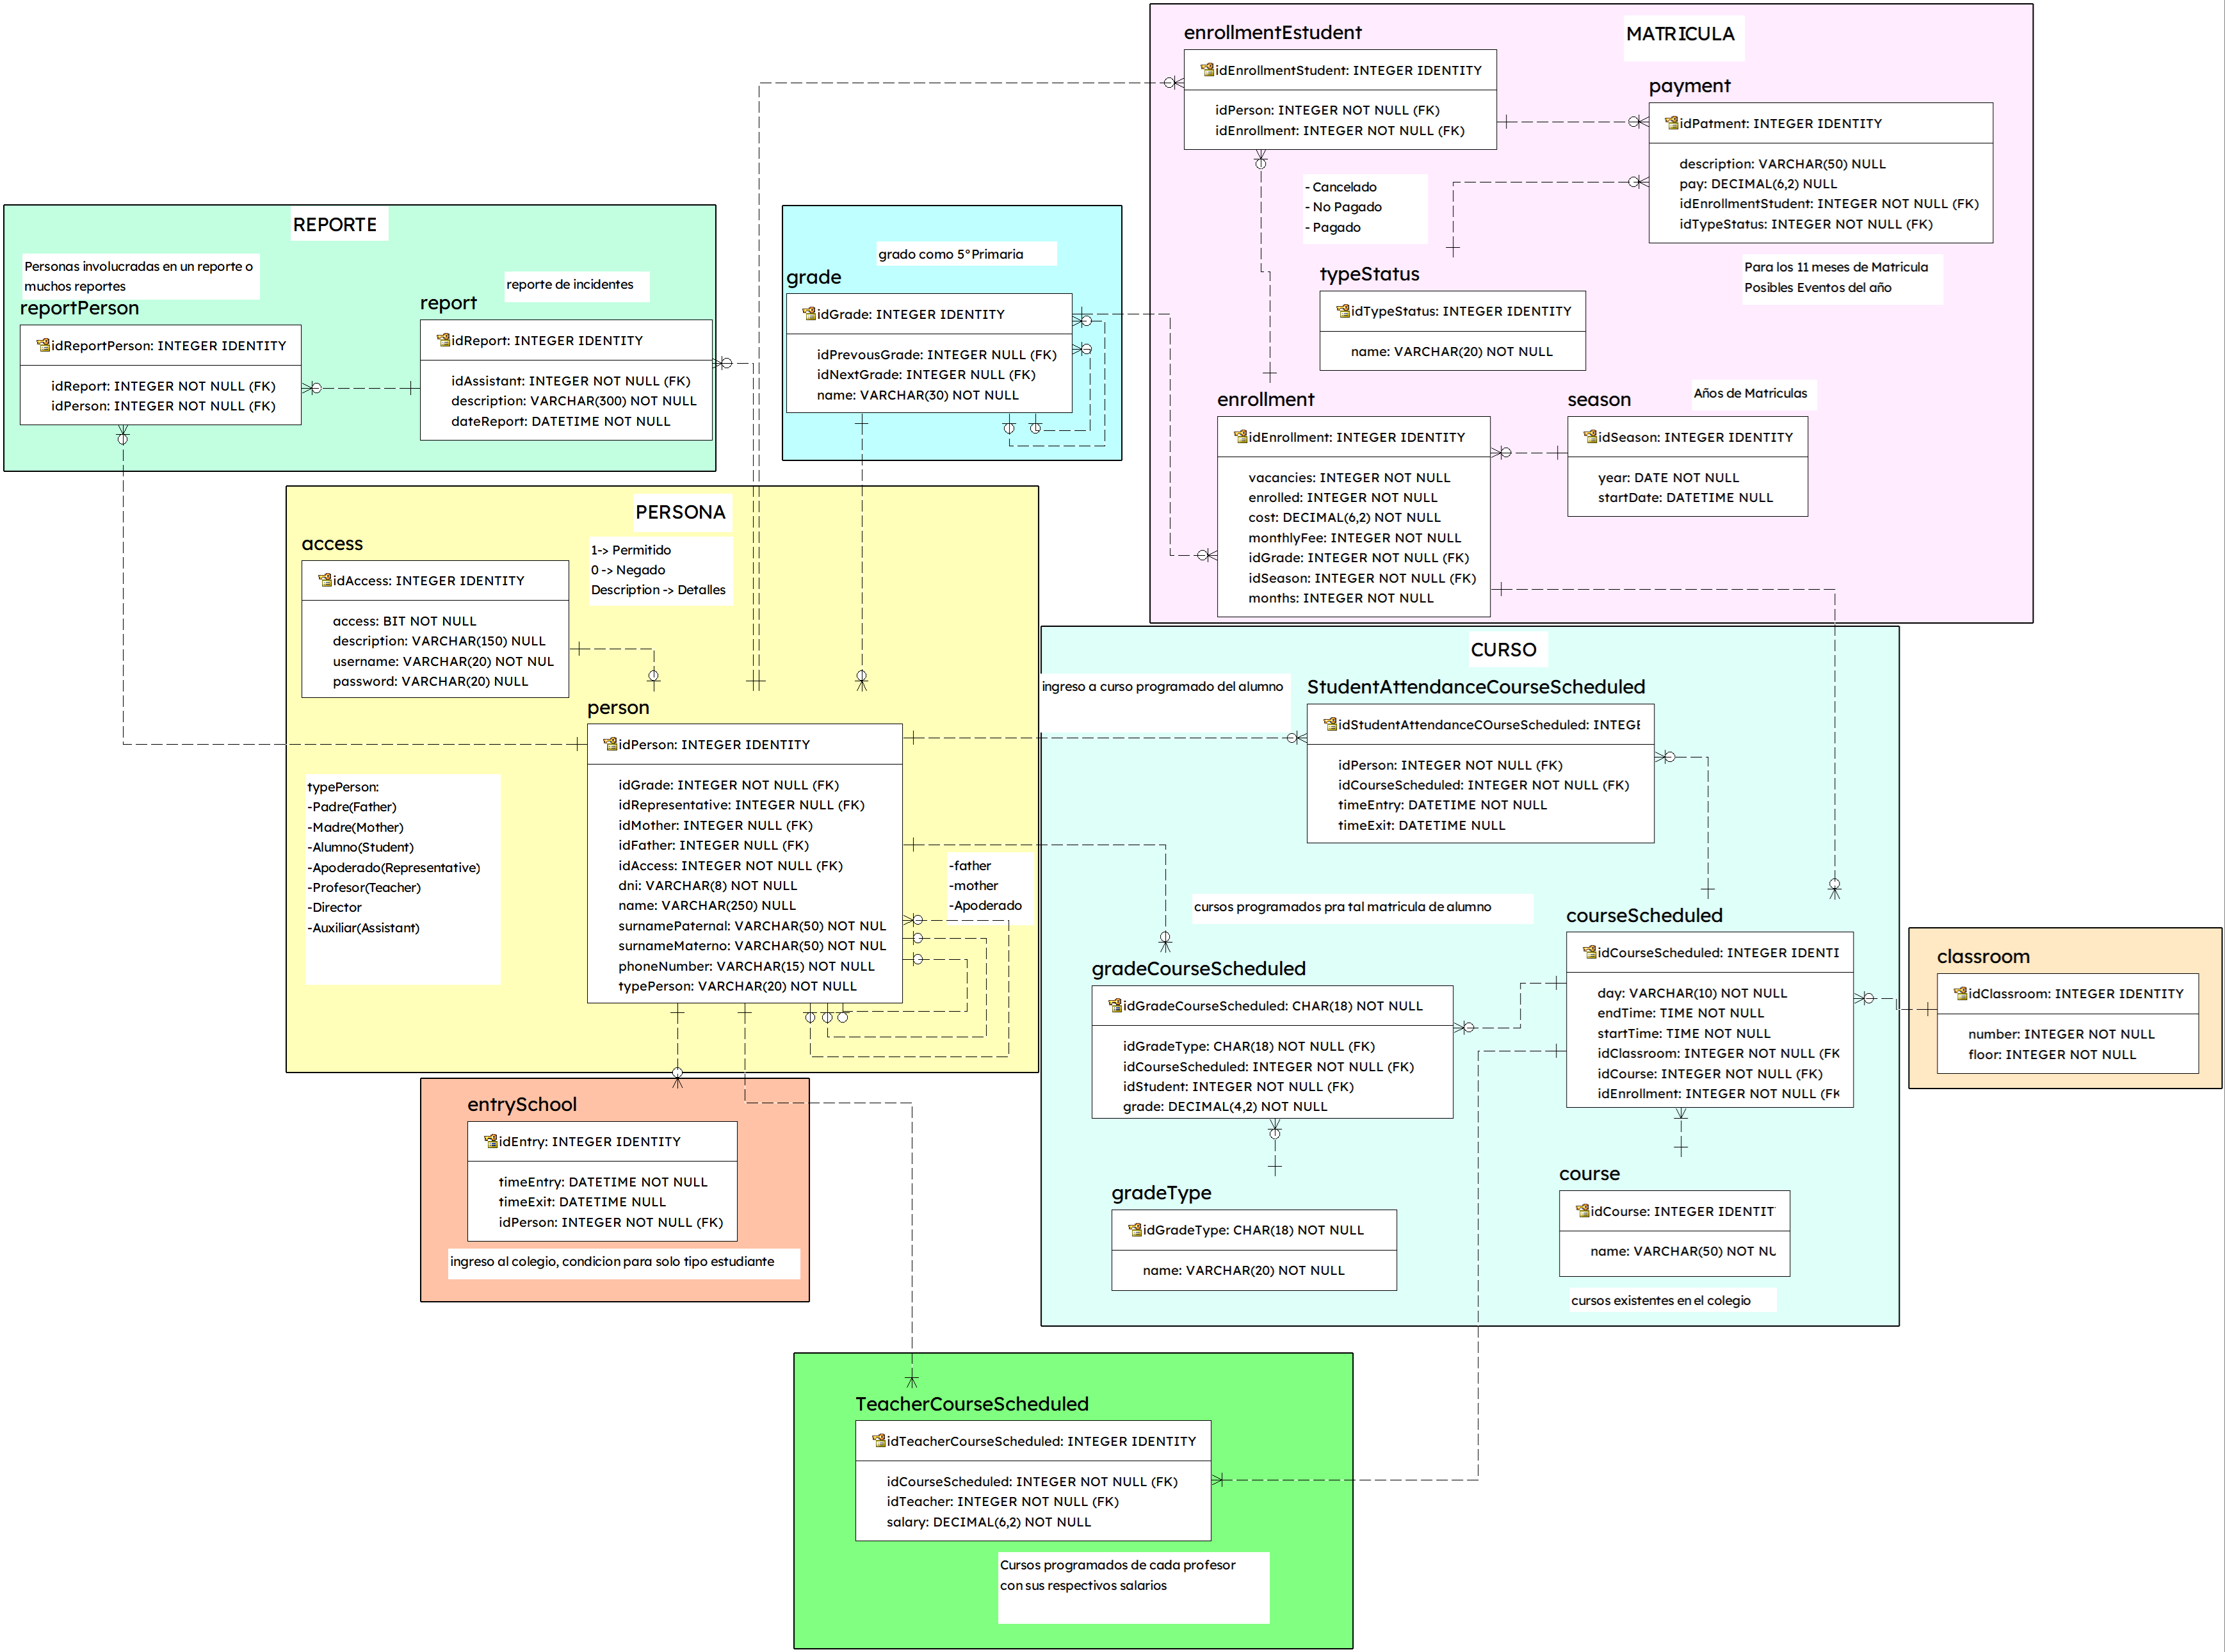 MATRICULA
enrollmentEstudent
idEnrollmentStudent: INTEGER IDENTITY
idPerson: INTEGER NOT NULL (FK)
idEnrollment: INTEGER NOT NULL (FK)
payment
idPatment: INTEGER IDENTITY
description: VARCHAR(50) NULL
pay: DECIMAL(6,2) NULL
idEnrollmentStudent: INTEGER NOT NULL (FK)
idTypeStatus: INTEGER NOT NULL (FK)
- Cancelado
- No Pagado
- Pagado
Para los 11 meses de Matricula
Posibles Eventos del año
typeStatus
idTypeStatus: INTEGER IDENTITY
name: VARCHAR(20) NOT NULL
enrollment
idEnrollment: INTEGER IDENTITY
vacancies: INTEGER NOT NULL
enrolled: INTEGER NOT NULL
cost: DECIMAL(6,2) NOT NULL
monthlyFee: INTEGER NOT NULL
idGrade: INTEGER NOT NULL (FK)
idSeason: INTEGER NOT NULL (FK)
months: INTEGER NOT NULL
Años de Matriculas
season
idSeason: INTEGER IDENTITY
year: DATE NOT NULL
startDate: DATETIME NULL
REPORTE
Personas involucradas en un reporte o
muchos reportes
reportPerson
idReportPerson: INTEGER IDENTITY
idReport: INTEGER NOT NULL (FK)
idPerson: INTEGER NOT NULL (FK)
reporte de incidentes
report
idReport: INTEGER IDENTITY
idAssistant: INTEGER NOT NULL (FK)
description: VARCHAR(300) NOT NULL
dateReport: DATETIME NOT NULL
grado como 5° Primaria
grade
idGrade: INTEGER IDENTITY
idPrevousGrade: INTEGER NULL (FK)
idNextGrade: INTEGER NULL (FK)
name: VARCHAR(30) NOT NULL
PERSONA
access
idAccess: INTEGER IDENTITY
access: BIT NOT NULL
description: VARCHAR(150) NULL
username: VARCHAR(20) NOT NUL
password: VARCHAR(20) NULL
1-> Permitido
0 -> Negado
Description -> Detalles
typePerson:
-Padre(Father)
-Madre(Mother)
-Alumno(Student)
-Apoderado(Representative)
-Profesor(Teacher)
-Director
-Auxiliar(Assistant)
person
idPerson: INTEGER IDENTITY
idGrade: INTEGER NOT NULL (FK)
idRepresentative: INTEGER NULL (FK)
idMother: INTEGER NULL (FK)
idFather: INTEGER NULL (FK)
idAccess: INTEGER NOT NULL (FK)
dni: VARCHAR(8) NOT NULL
name: VARCHAR(250) NULL
surnamePaternal: VARCHAR(50) NOT NUL
surnameMaterno: VARCHAR(50) NOT NUL
phoneNumber: VARCHAR(15) NOT NULL
typePerson: VARCHAR(20) NOT NULL
-father
-mother
-Apoderado
CURSO
ingreso a curso programado del alumno
StudentAttendanceCourseScheduled
idStudentAttendanceCOurseScheduled: INTEGE
idPerson: INTEGER NOT NULL (FK)
idCourseScheduled: INTEGER NOT NULL (FK)
timeEntry: DATETIME NOT NULL
timeExit: DATETIME NULL
cursos programados pra tal matricula de alumno
courseScheduled
idCourseScheduled: INTEGER IDENTI
day: VARCHAR(10) NOT NULL
endTime: TIME NOT NULL
startTime: TIME NOT NULL
idClassroom: INTEGER NOT NULL (FK
idCourse: INTEGER NOT NULL (FK)
idEnrollment: INTEGER NOT NULL (FK
gradeCourseScheduled
idGradeCourseScheduled: CHAR(18) NOT NULL
idGradeType: CHAR(18) NOT NULL (FK)
idCourseScheduled: INTEGER NOT NULL (FK)
idStudent: INTEGER NOT NULL (FK)
grade: DECIMAL(4,2) NOT NULL
gradeType
idGradeType: CHAR(18) NOT NULL
name: VARCHAR(20) NOT NULL
course
idCourse: INTEGER IDENTIT
name: VARCHAR(50) NOT NU
cursos existentes en el colegio
classroom
idClassroom: INTEGER IDENTITY
number: INTEGER NOT NULL
floor: INTEGER NOT NULL
entrySchool
idEntry: INTEGER IDENTITY
timeEntry: DATETIME NOT NULL
timeExit: DATETIME NULL
idPerson: INTEGER NOT NULL (FK)
ingreso al colegio, condicion para solo tipo estudiante
TeacherCourseScheduled
idTeacherCourseScheduled: INTEGER IDENTITY
idCourseScheduled: INTEGER NOT NULL (FK)
idTeacher: INTEGER NOT NULL (FK)
salary: DECIMAL(6,2) NOT NULL
Cursos programados de cada profesor
con sus respectivos salarios